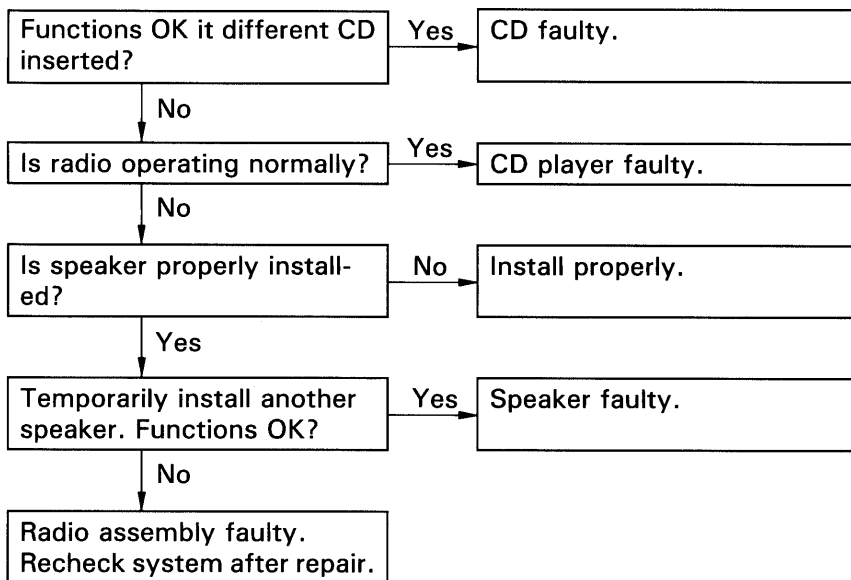 Functions OK it different CD
inserted?
Yes
CD faulty.
No
Is radio operating normally?
Yes
CD player faulty.
No
Is speaker properly install-
ed?
No
Install properly.
Yes
Temporarily install another
speaker. Functions OK?
Yes
Speaker faulty.
No
Radio assembly faulty.
Recheck system after repair.